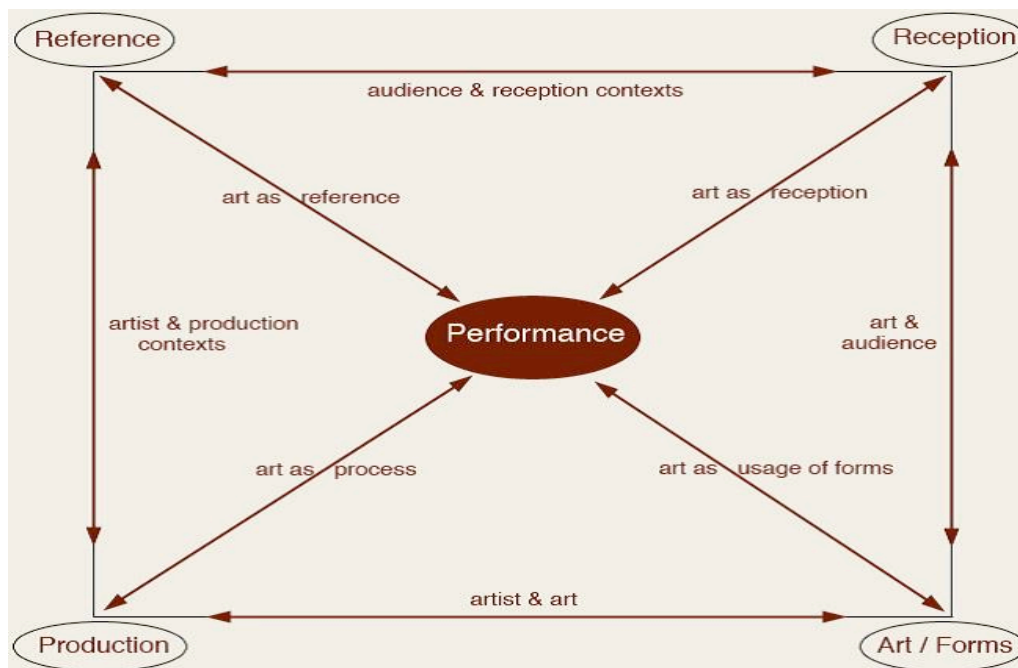 Reference
Reception
audience & reception contexts
art as reference
art as reception
artist & production
contexts
Performance
art &
audience
art as process
art as usage of forms
artist & art
Production
Art / Forms